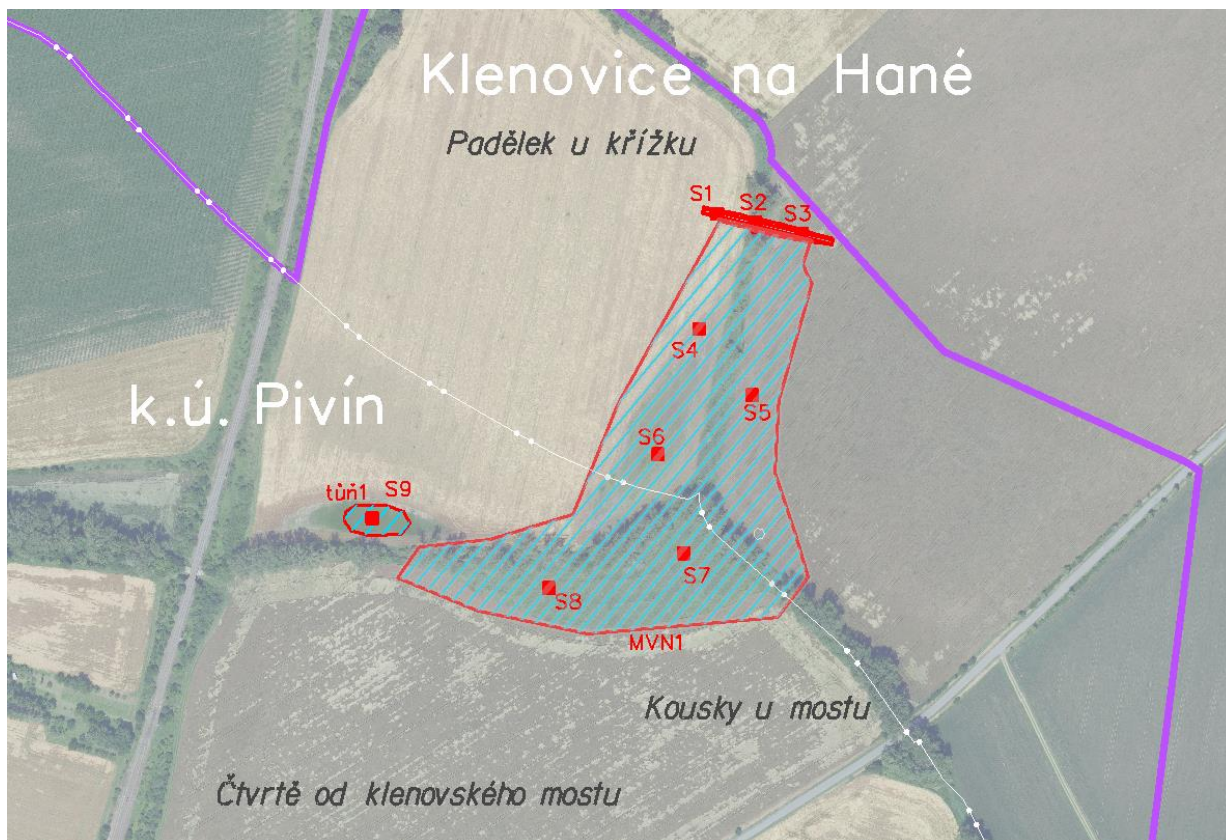 Klenovice na Hané
Padělek u křížku
S1
S2
S3
S4
k.ú. Pivín
S5
S6
tůň1
S9
S7
S8
MVN1
Kousky u mostu
Čtvrtě od klenovského mostu